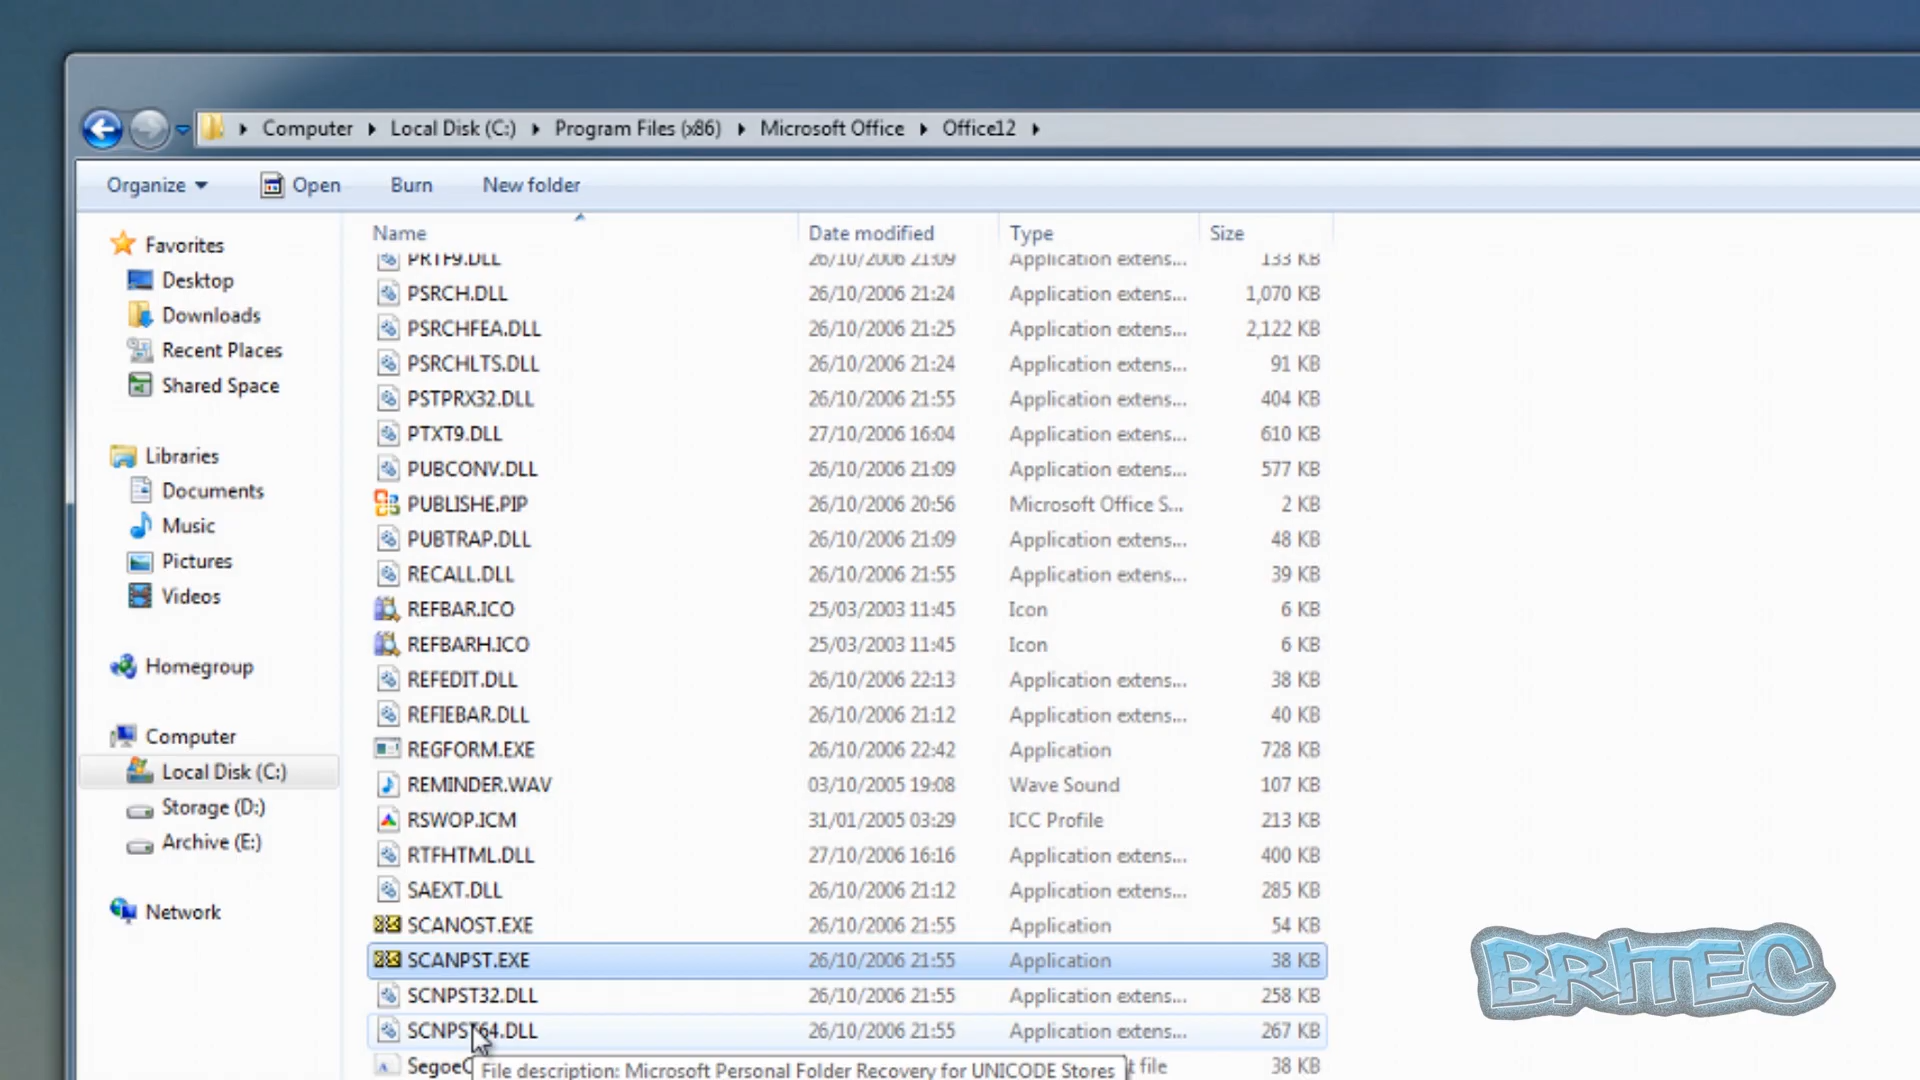 Computer Local Disk (C:) Program Files (x86) Microsoft Office Office12
Organize Open Burn New folder
Name Date modified Type Size
Favorites
Desktop
Downloads
Recent Places
Shared Space
Libraries
Documents
Music
Pictures
Videos
Homegroup
Computer
Local Disk (C:)
Storage (D:)
Archive (E:)
Network
PRTF9.DLL 26/10/2006 21:09 Application extens... 133 KB
PSRCH.DLL 26/10/2006 21:24 Application extens... 1,070 KB
PSRCHFEA.DLL 26/10/2006 21:25 Application extens... 2,122 KB
PSRCHLTS.DLL 26/10/2006 21:24 Application extens... 91 KB
PSTPRX32.DLL 26/10/2006 21:55 Application extens... 404 KB
PTXT9.DLL 27/10/2006 16:04 Application extens... 610 KB
PUBCONV.DLL 26/10/2006 21:09 Application extens... 577 KB
PUBLISHE.PIP 26/10/2006 20:56 Microsoft Office S... 2 KB
PUBTRAP.DLL 26/10/2006 21:09 Application extens... 48 KB
RECALL.DLL 26/10/2006 21:55 Application extens... 39 KB
REFBAR.ICO 25/03/2003 11:45 Icon 6 KB
REFBARH.ICO 25/03/2003 11:45 Icon 6 KB
REFEDIT.DLL 26/10/2006 22:13 Application extens... 38 KB
REFIEBAR.DLL 26/10/2006 21:12 Application extens... 40 KB
REGFORM.EXE 26/10/2006 22:42 Application 728 KB
REMINDER.WAV 03/10/2005 19:08 Wave Sound 107 KB
RSWOP.ICM 31/01/2005 03:29 ICC Profile 213 KB
RTFHTML.DLL 27/10/2006 16:16 Application extens... 400 KB
SAEXT.DLL 26/10/2006 21:12 Application extens... 285 KB
SCANOST.EXE 26/10/2006 21:55 Application 54 KB
SCANPST.EXE 26/10/2006 21:55 Application 38 KB
SCNPST32.DLL 26/10/2006 21:55 Application extens... 258 KB
SCNPST64.DLL 26/10/2006 21:55 Application extens... 267 KB
file 38 KB
File description: Microsoft Personal Folder Recovery for UNICODE Stores
BRITEC